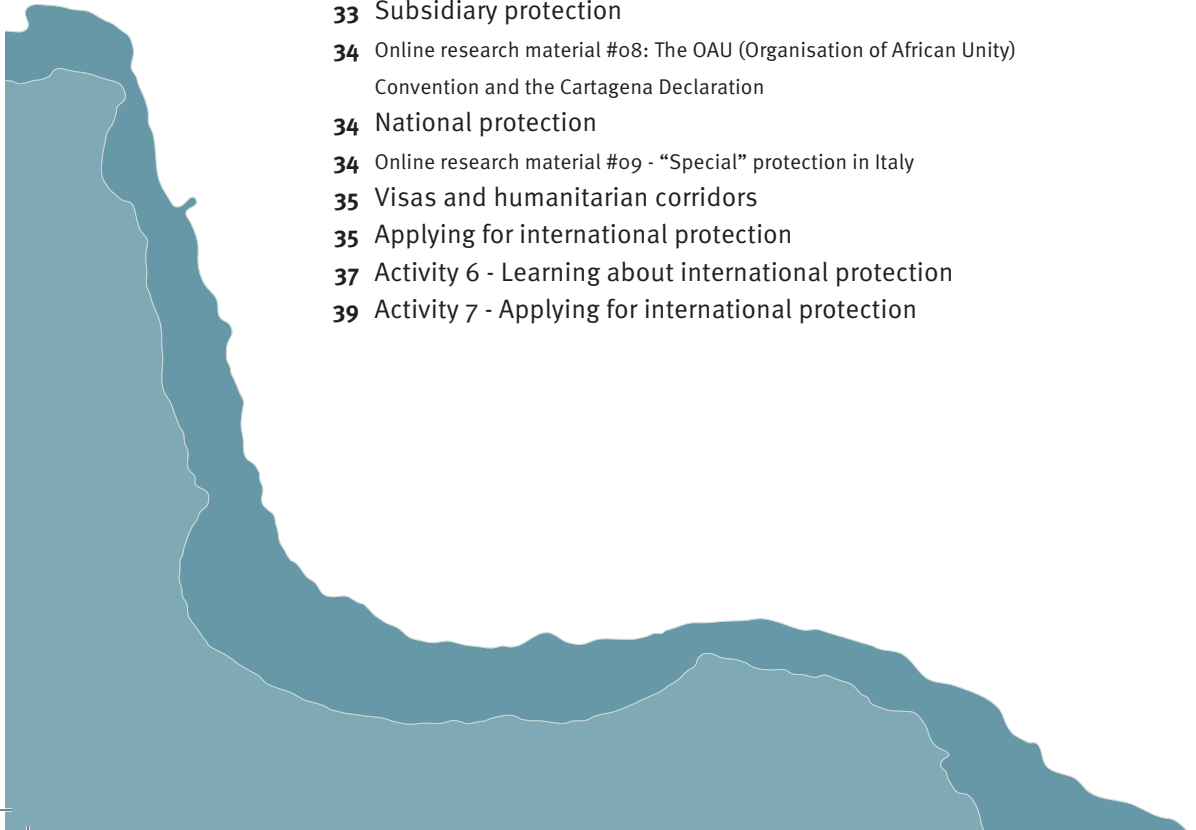 33 Subsidiary protection
34 Online research material #08: The OAU (Organisation of African Unity)
Convention and the Cartagena Declaration
34 National protection
34 Online research material #09 - “Special” protection in Italy
35 Visas and humanitarian corridors
35 Applying for international protection
37 Activity 6 - Learning about international protection
39 Activity 7 - Applying for international protection